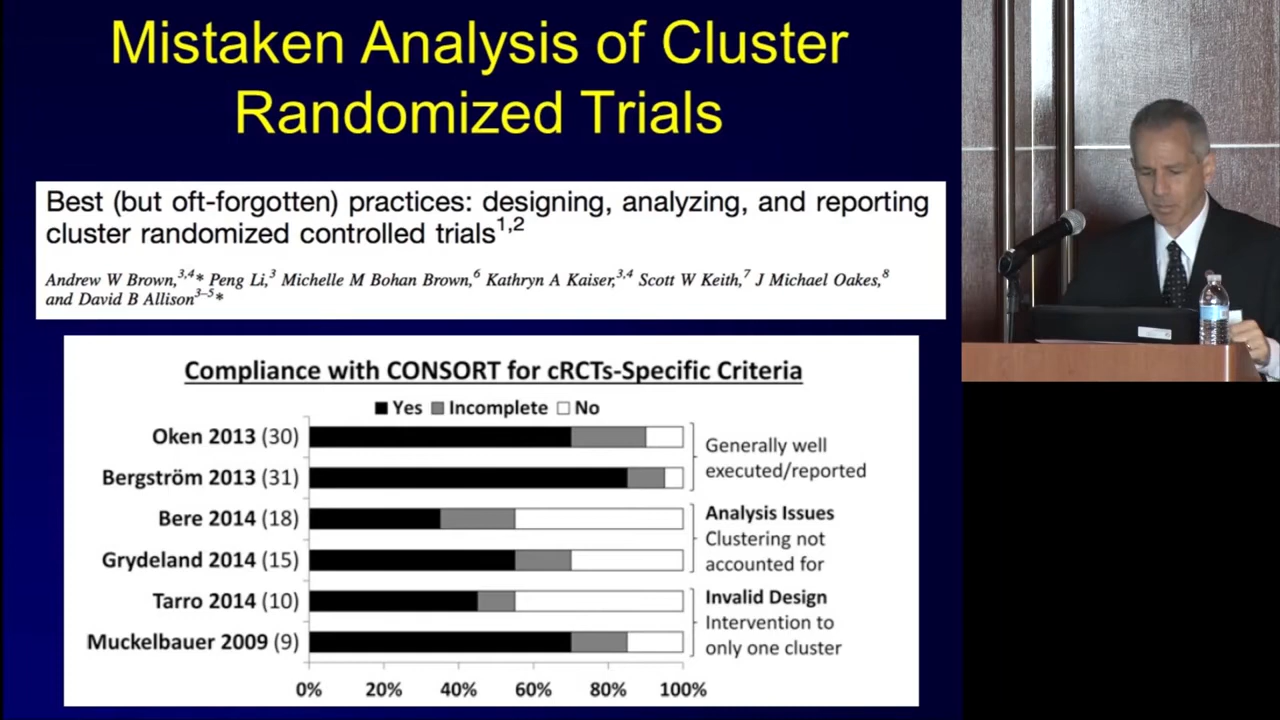 Mistaken Analysis of Cluster
Randomized Trials
Best (but oft-forgotten) practices: designing, analyzing, and reporting
cluster randomized controlled trials1,2
Andrew W Brown,3,4* Peng Li,3 Michelle M Bohan Brown,6 Kathryn A Kaiser,3,4 Scott W Keith,7 J Michael Oakes,8
and David B Allison3–5*
Compliance with CONSORT for cRCTs-Specific Criteria
Yes Incomplete No
Oken 2013 (30)
Bergström 2013 (31)
Generally well
executed/reported
Bere 2014 (18)
Grydeland 2014 (15)
Analysis Issues
Clustering not
accounted for
Tarro 2014 (10)
Muckelbauer 2009 (9)
Invalid Design
Intervention to
only one cluster
0% 20% 40% 60% 80% 100%